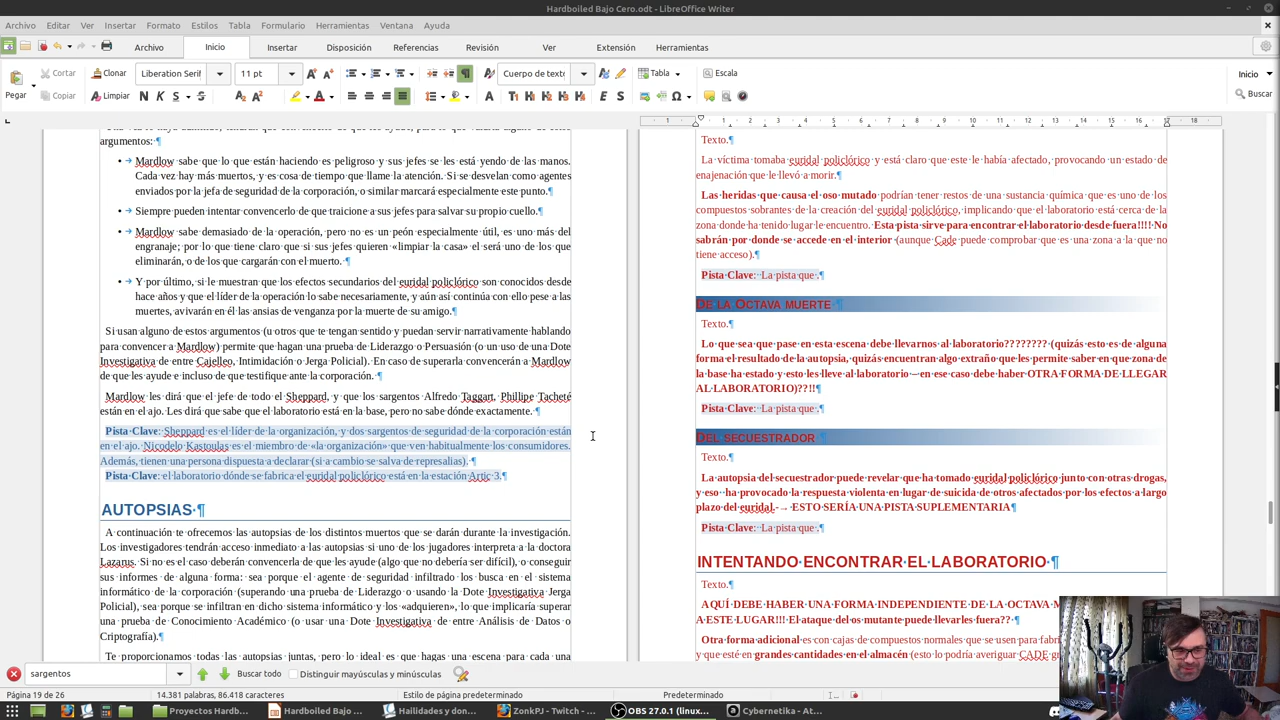 Hardboiled Bajo Cero.odt - LibreOffice Writer
Archivo Editar Ver Insertar Formato Estilos Tabla Formulario Herramientas Ventana Ayuda
Archivo Inicio Insertar Disposición Referencias Revisión Ver Extensión Herramientas
Cortar Clonar Liberation Serif 11 pt Cuerpo de texto Tabla Escala Inicio
Pegar Copiar Limpiar Buscar
argumentos: ¶
• Mardlow sabe que lo que están haciendo es peligroso y sus jefes se les está yendo de las manos.
Cada vez hay más muertos, y es cosa de tiempo que llame la atención. Si se desvelan como agentes
enviados por la jefa de seguridad de la corporación, o similar marcará especialmente este punto.¶
• Siempre pueden intentar convencerlo de que traicione a sus jefes para salvar su propio cuello.¶
• Mardlow sabe demasiado de la operación, pero no es un peón especialmente útil, es uno más del
engranaje; por lo que tiene claro que si sus jefes quieren «limpiar la casa» el será uno de los que
eliminarán, o de los que cargarán con el muerto. ¶
• Y por último, si le muestran que los efectos secundarios del euridal policlórico son conocidos desde
hace años y que el líder de la operación lo sabe necesariamente, y aún así continúa con ello pese a las
muertes, avivarán en él las ansias de venganza por la muerte de su amigo.¶
Si usan alguno de estos argumentos (u otros que te tengan sentido y puedan servir narrativamente hablando
para convencer a Mardlow) permite que hagan una prueba de Liderazgo o Persuasión (o un uso de una Dote
Investigativa de entre Cajelleo, Intimidación o Jerga Policial). En caso de superarla convencerán a Mardlow
de que les ayude e incluso de que testifique ante la corporación. ¶
Mardlow les dirá que el jefe de todo el Sheppard, y que los sargentos Alfredo Taggart, Phillipe Tacheté
están en el ajo. Les dirá que sabe que el laboratorio está en la base, pero no sabe dónde exactamente. ¶
Pista Clave: Sheppard es el líder de la organización, y dos sargentos de seguridad de la corporación están
en el ajo. Nicodelo Kastoulas es el miembro de «la organización» que ven habitualmente los consumidores.
Además, tienen una persona dispuesta a declarar (si a cambio se salva de represalias). ¶
Pista Clave: el laboratorio dónde se fabrica el euridal policlórico está en la estación Artic 3.¶
AUTOPSIAS ¶
A continuación te ofrecemos las autopsias de los distintos muertos que se darán durante la investigación.
Los investigadores tendrán acceso inmediato a las autopsias si uno de los jugadores interpreta a la doctora
Lazarus. Si no es el caso deberán convencerla de que les ayude (algo que no debería ser difícil), o conseguir
sus informes de alguna forma: sea porque el agente de seguridad infiltrado los busca en el sistema
informático de la corporación (superando una prueba de Liderazgo o usando la Dote Investigativa Jerga
Policial), sea porque se infiltran en dicho sistema informático y los «adquieren», lo que implicaría superar
una prueba de Conocimiento Académico (o usar una Dote Investigativa de entre Análisis de Datos o
Criptografía).¶
Te proporcionamos todas las autopsias juntas, pero lo ideal es que hagas una escena para cada una
Texto.¶
La víctima tomaba euridal policlórico y está claro que este le había afectado, provocando un estado de
enajenación que le llevó a morir.¶
Las heridas que causa el oso mutado podrían tener restos de una sustancia química que es uno de los
compuestos sobrantes de la creación del euridal policlórico, implicando que el laboratorio está cerca de la
zona donde ha tenido lugar le encuentro. Esta pista sirve para encontrar el laboratorio desde fuera!!!! No
sabrán por donde se accede en el interior (aunque Cade puede comprobar que es una zona a la que no
tiene acceso).¶
Pista Clave: La pista que .¶
DE LA OCTAVA MUERTE ¶
Texto.¶
Lo que sea que pase en esta escena debe llevarnos al laboratorio???????? (quizás esto es de alguna
forma el resultado de la autopsia, quizás encuentran algo extraño que les permite saber en que zona de
la base ha estado y esto les lleve al laboratorio – en ese caso debe haber OTRA FORMA DE LLEGAR
AL LABORATORIO)??!!¶
Pista Clave: La pista que .¶
DEL SECUESTRADOR ¶
Texto.¶
La autopsia del secuestrador puede revelar que ha tomado euridal policlórico junto con otras drogas,
y eso ha provocado la respuesta violenta en lugar de suicida de otros afectados por los efectos a largo
plazo del euridal.-→ ESTO SERÍA UNA PISTA SUPLEMENTARIA¶
Pista Clave: La pista que .¶
INTENTANDO ENCONTRAR EL LABORATORIO ¶
Texto.¶
AQUÍ DEBE HABER UNA FORMA INDEPENDIENTE DE LA OCTAVA
A ESTE LUGAR!!! El ataque del os mutante puede llevarles fuera?? ¶
Otra forma adicional es con cajas de compuestos normales que se usen para
y que esté en grandes cantidades en el almacén (esto lo podría averiguar CADE
sargentos Buscar todo Distinguir mayúsculas y minúsculas
Página 19 de 26 14.381 palabras, 86.418 caracteres Estilo de página predeterminado Predeterminado
Proyectos Hardb... Hardboiled Bajo ... Hailidades y don... ZonkPJ - Twitch - ... OBS 27.0.1 (linux... Cybernetika - At...